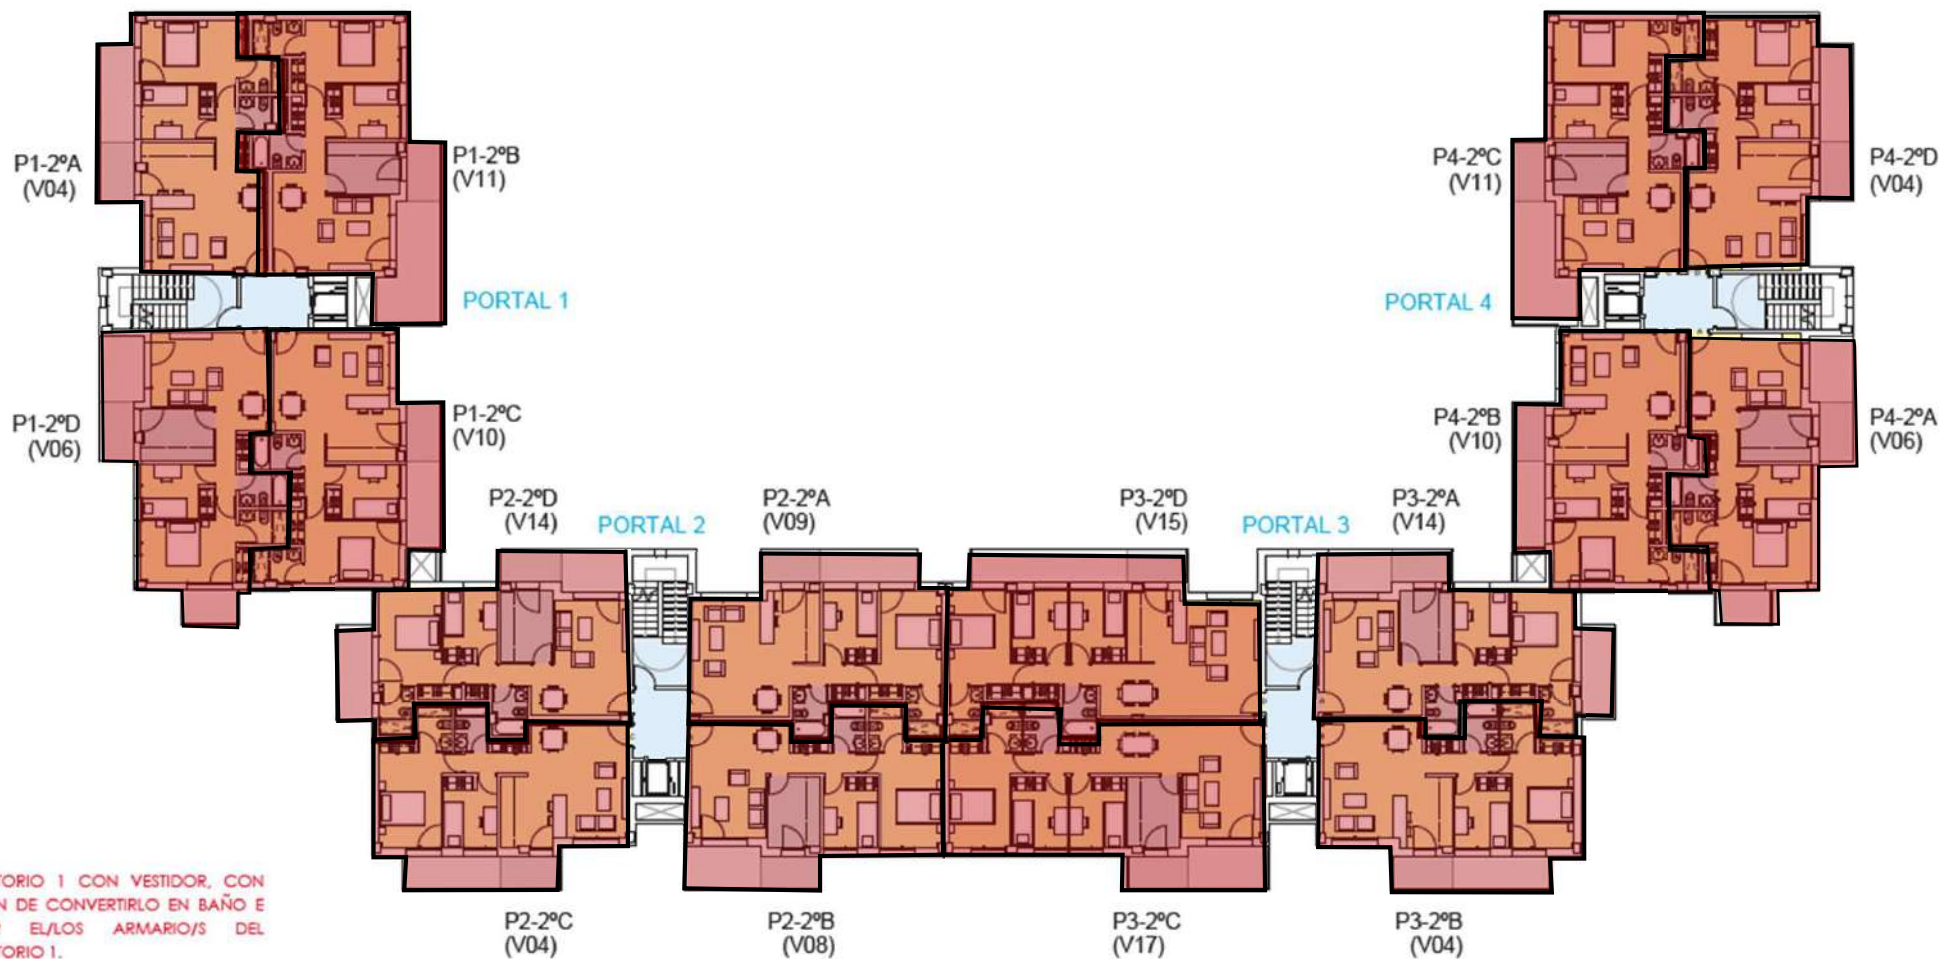 P1-2ºA
(V04)
P1-2ºB
(V11)
P4-2ºC
(V11)
P4-2ºD
(V04)
PORTAL 1
PORTAL 4
P1-2ºD
(V06)
P1-2ºC
(V10)
P4-2ºB
(V10)
P4-2ºA
(V06)
P2-2ºD
(V14)
PORTAL 2
P2-2ºA
(V09)
P3-2ºD
(V15)
PORTAL 3
P3-2ºA
(V14)
TORIO 1 CON VESTIDOR, CON
N DE CONVERTIRLO EN BAÑO E
EL/LOS ARMARIO/S DEL
TORIO 1.
P2-2ºC
(V04)
P2-2ºB
(V08)
P3-2ºC
(V17)
P3-2ºB
(V04)